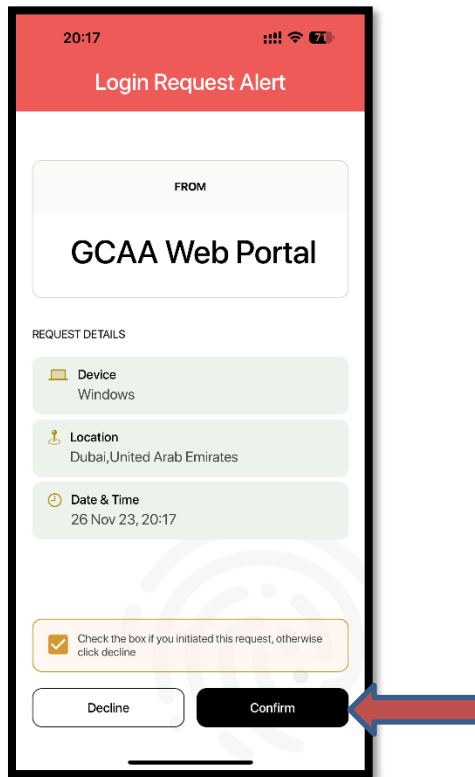 20:17
71
Login Request Alert
FROM
GCAA Web Portal
REQUEST DETAILS
Device
Windows
Location
Dubai,United Arab Emirates
Date & Time
26 Nov 23, 20:17
Check the box if you initiated this request, otherwise
click decline
Decline
Confirm